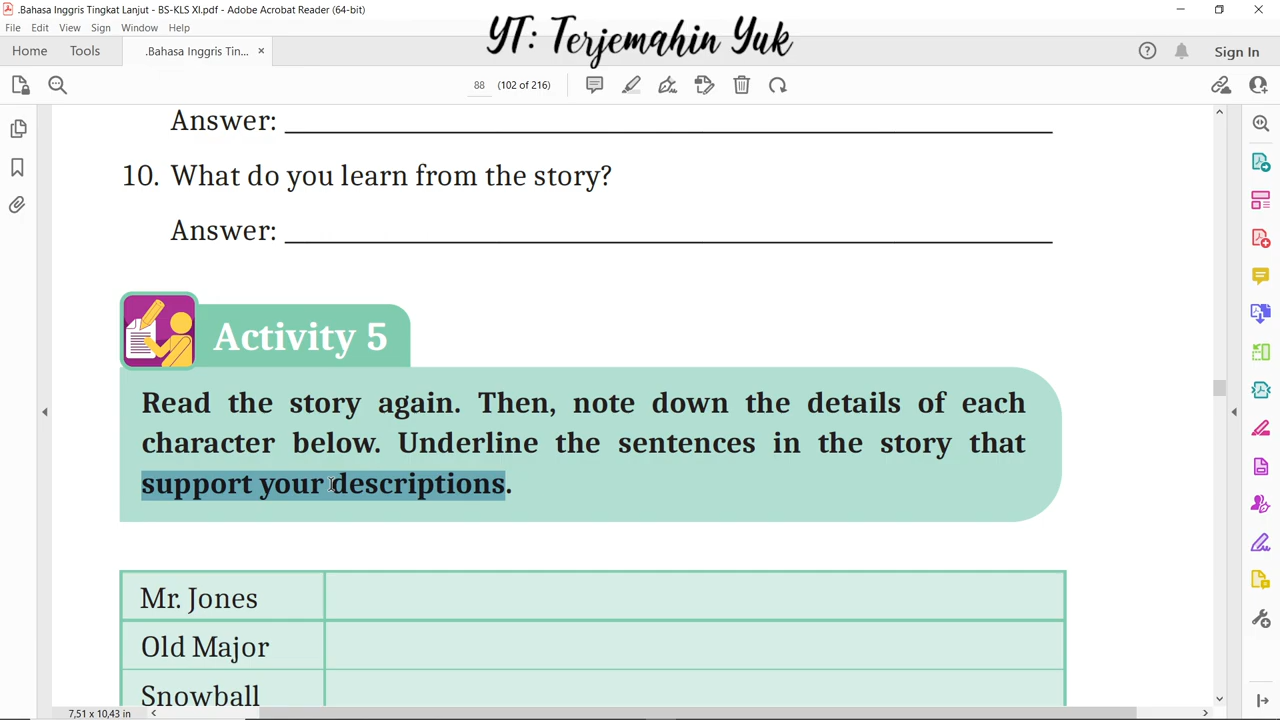 .Bahasa Inggris Tingkat Lanjut - BS-KLS XI.pdf - Adobe Acrobat Reader (64-bit)
File Edit View Sign Window Help
YT: Terjemahin Yuk
Home Tools .Bahasa Inggris Tin... × Sign In
88 (102 of 216)
Answer:
10. What do you learn from the story?
Answer:
Activity 5
Read the story again. Then, note down the details of each
character below. Underline the sentences in the story that
support your descriptions.
Mr. Jones
Old Major
Snowball
7,51 x 10,43 in